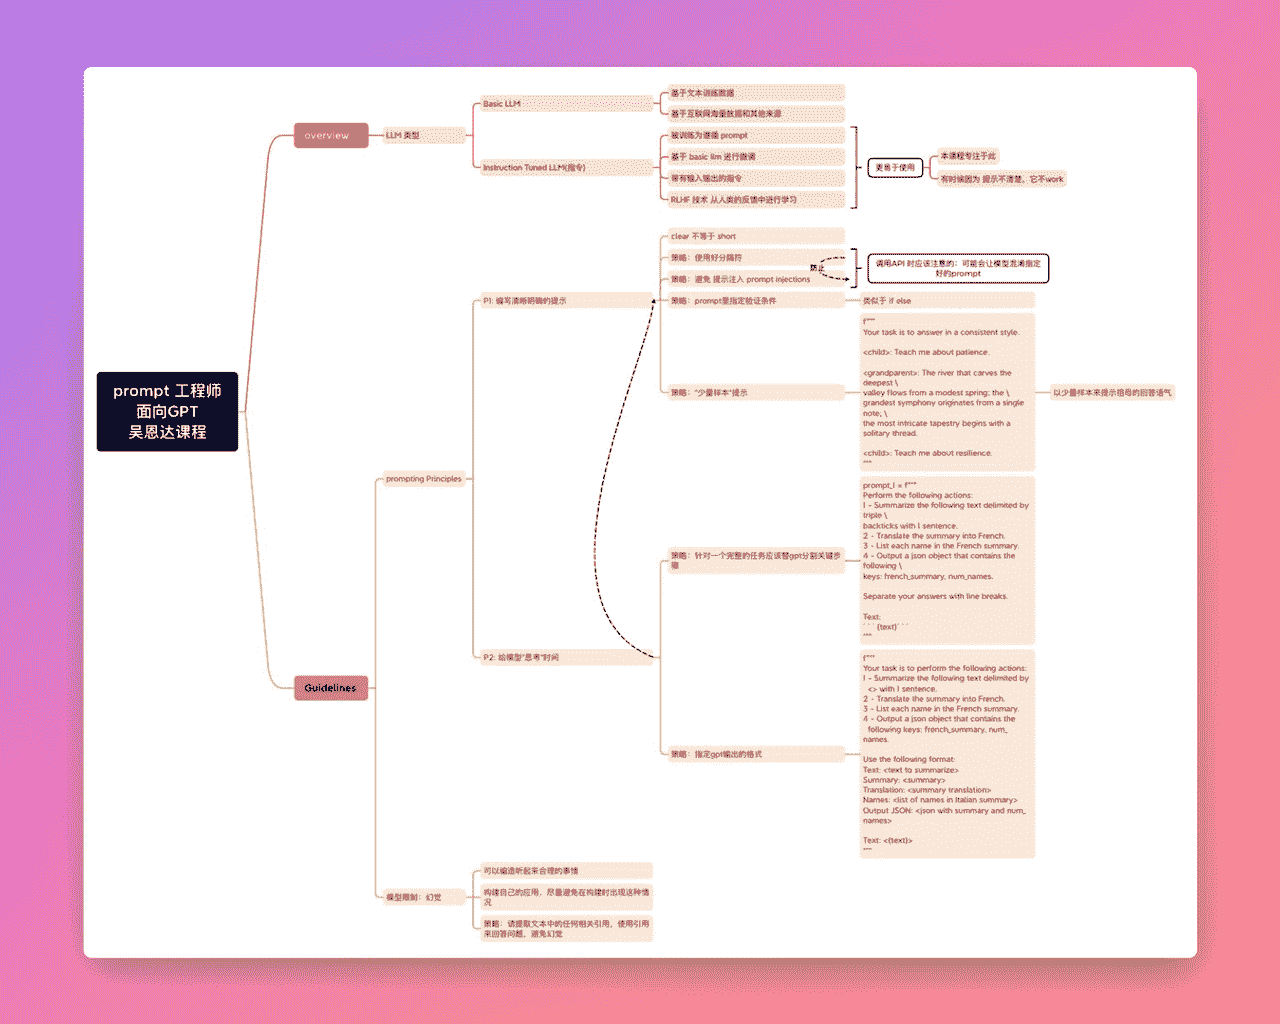 prompt 工程师
面向GPT
吴恩达课程
overview
LLM 类型
Basic LLM
基于文本训练数据
基于互联网海量数据和其他来源
Instruction Tuned LLM(指令)
被训练为遵循 prompt
基于 basic llm 进行微调
带有输入输出的指令
RLHF 技术 从人类的反馈中进行学习
更易于使用
本课程专注于此
有时候因为 提示不清楚，它不work
Guidelines
prompting Principles
P1: 编写清晰明确的提示
clear 不等于 short
策略：使用好分隔符
防止
策略：避免 提示注入 prompt injections
调用API 时应该注意的：可能会让模型混淆指定
好的prompt
策略：prompt里指定验证条件
类似于 if else
策略："少量样本"提示
f"""
Your task is to answer in a consistent style.
<child>: Teach me about patience.
<grandparent>: The river that carves the
deepest \
valley flows from a modest spring; the \
grandest symphony originates from a single
note; \
the most intricate tapestry begins with a
solitary thread.
<child>: Teach me about resilience.
"""
以少量样本来提示祖母的回答语气
P2: 给模型"思考"时间
策略：针对一个完整的任务应该替gpt分割关键步
骤
prompt_1 = f"""
Perform the following actions:
1 - Summarize the following text delimited by
triple \
backticks with 1 sentence.
2 - Translate the summary into French.
3 - List each name in the French summary.
4 - Output a json object that contains the
following \
keys: french_summary, num_names.
Separate your answers with line breaks.
Text:
```{text}```
"""
策略：指定gpt输出的格式
f"""
Your task is to perform the following actions:
1 - Summarize the following text delimited by
<> with 1 sentence.
2 - Translate the summary into French.
3 - List each name in the French summary.
4 - Output a json object that contains the
following keys: french_summary, num_
names.
Use the following format:
Text: <text to summarize>
Summary: <summary>
Translation: <summary translation>
Names: <list of names in Italian summary>
Output JSON: <json with summary and num_
names>
Text: <{text}>
"""
模型限制：幻觉
可以编造听起来合理的事情
构建自己的应用，尽量避免在构建时出现这种情
况
策略：请提取文本中的任何相关引用，使用引用
来回答问题，避免幻觉